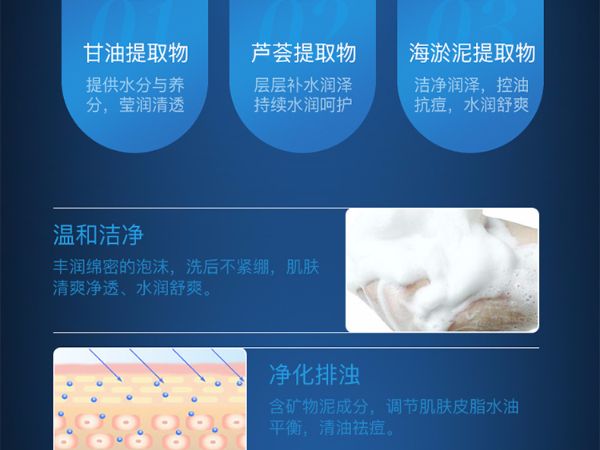 01 02 03
甘油提取物 芦荟提取物 海淤泥提取物
提供水分与养 层层补水润泽 洁净润泽，控油
分，莹润清透 持续水润呵护 抗痘，水润舒爽
温和洁净
丰润绵密的泡沫，洗后不紧绷，肌肤
清爽净透、水润舒爽。
净化排浊
含矿物泥成分，调节肌肤皮脂水油
平衡，清油祛痘。